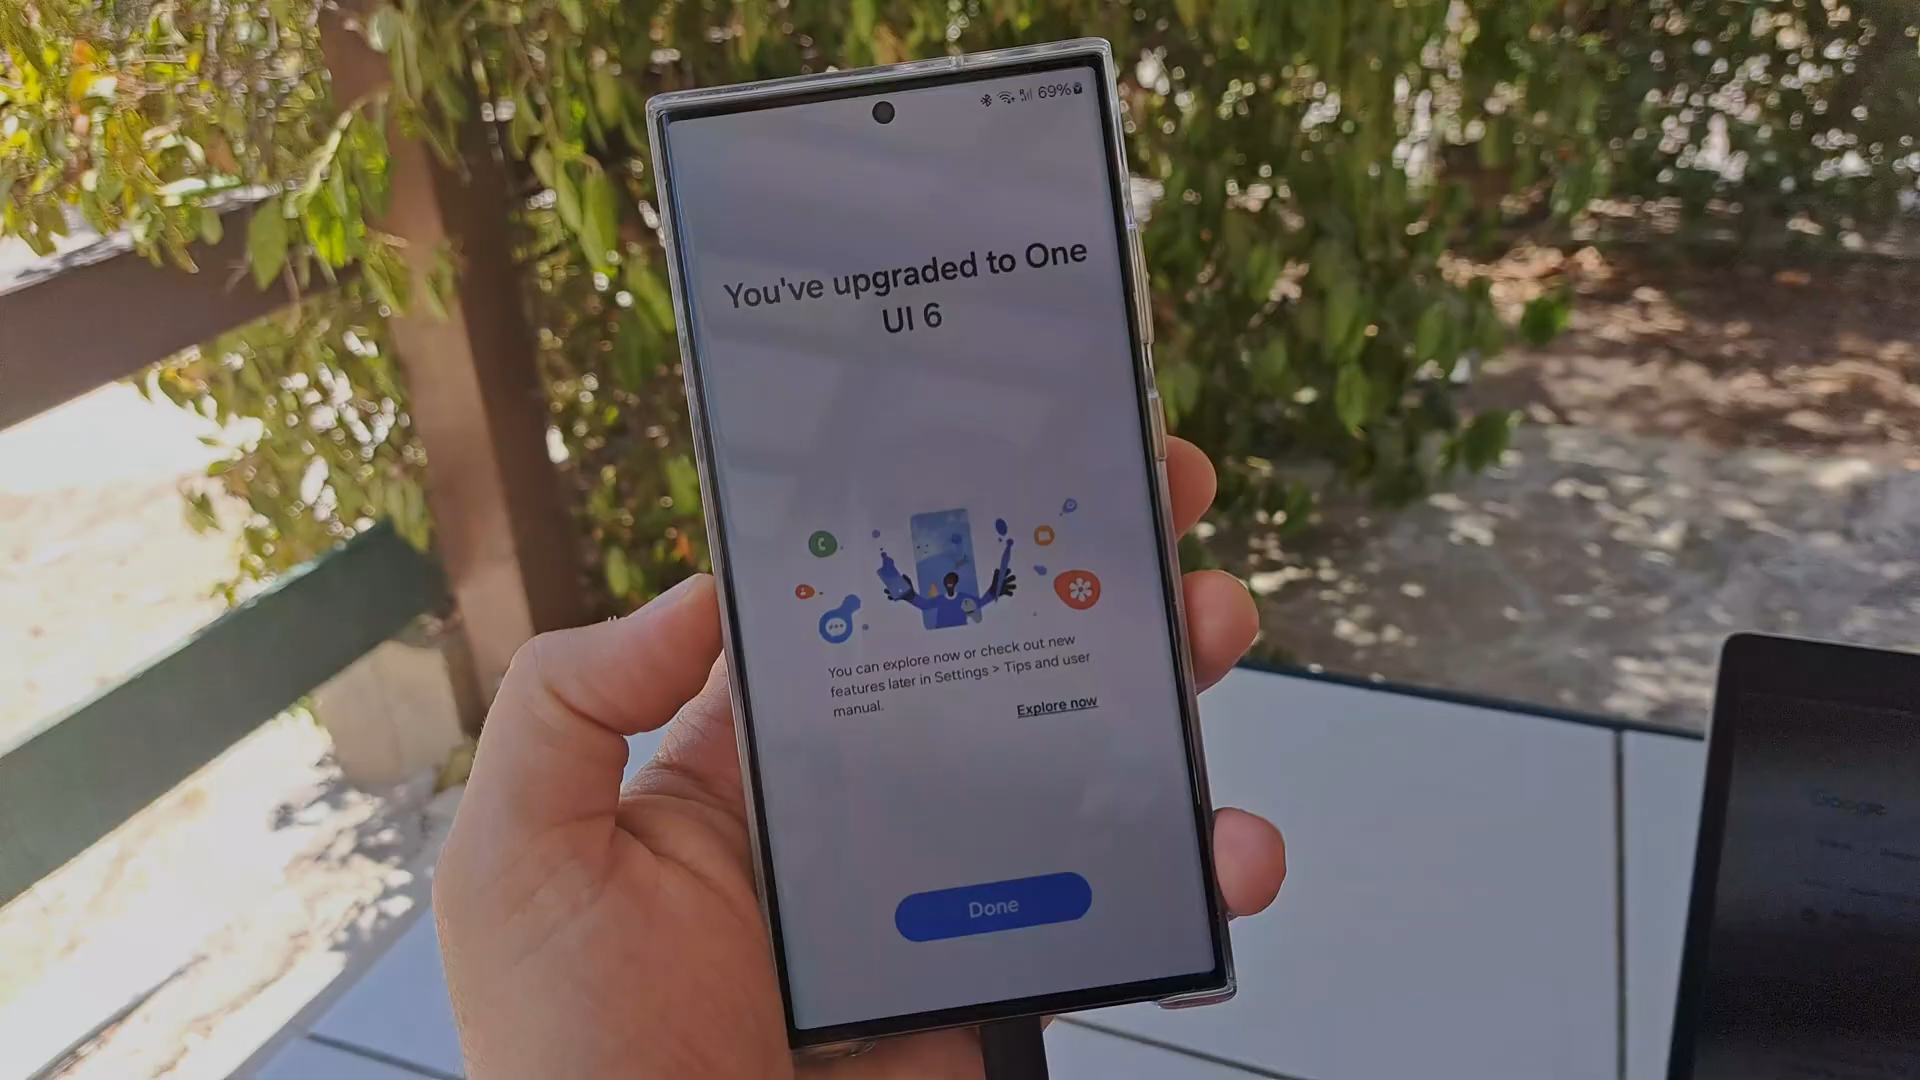 69%
You've upgraded to One
UI 6
You can explore now or check out new
features later in Settings > Tips and user
manual.
Explore now
Done
Google